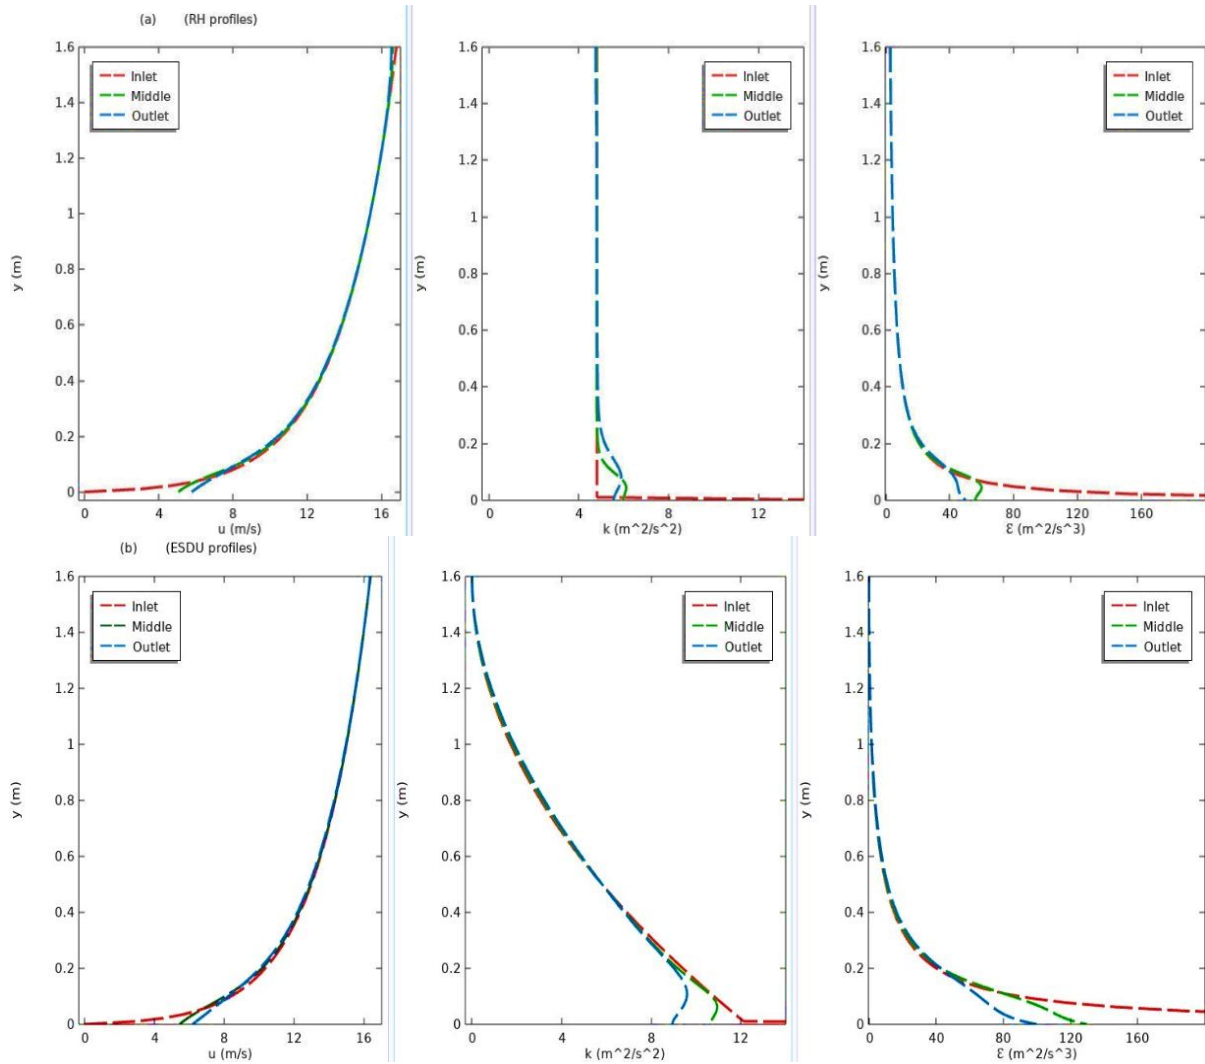 (a) (RH profiles)
1.6
1.4
1.2
1
0.8
0.6
0.4
0.2
0
y (m)
Inlet
Middle
Outlet
0 4 8 12 16
u (m/s)
1.6
1.4
1.2
1
0.8
0.6
0.4
0.2
0
y (m)
Inlet
Middle
Outlet
0 4 8 12
k (m^2/s^2)
1.6
1.4
1.2
1
0.8
0.6
0.4
0.2
0
y (m)
Inlet
Middle
Outlet
0 40 80 120 160
ε (m^2/s^3)
(b) (ESDU profiles)
1.6
1.4
1.2
1
0.8
0.6
0.4
0.2
0
y (m)
Inlet
Middle
Outlet
0 4 8 12 16
u (m/s)
1.6
1.4
1.2
1
0.8
0.6
0.4
0.2
0
y (m)
Inlet
Middle
Outlet
0 4 8 12
k (m^2/s^2)
1.6
1.4
1.2
1
0.8
0.6
0.4
0.2
0
y (m)
Inlet
Middle
Outlet
0 40 80 120 160
ε (m^2/s^3)